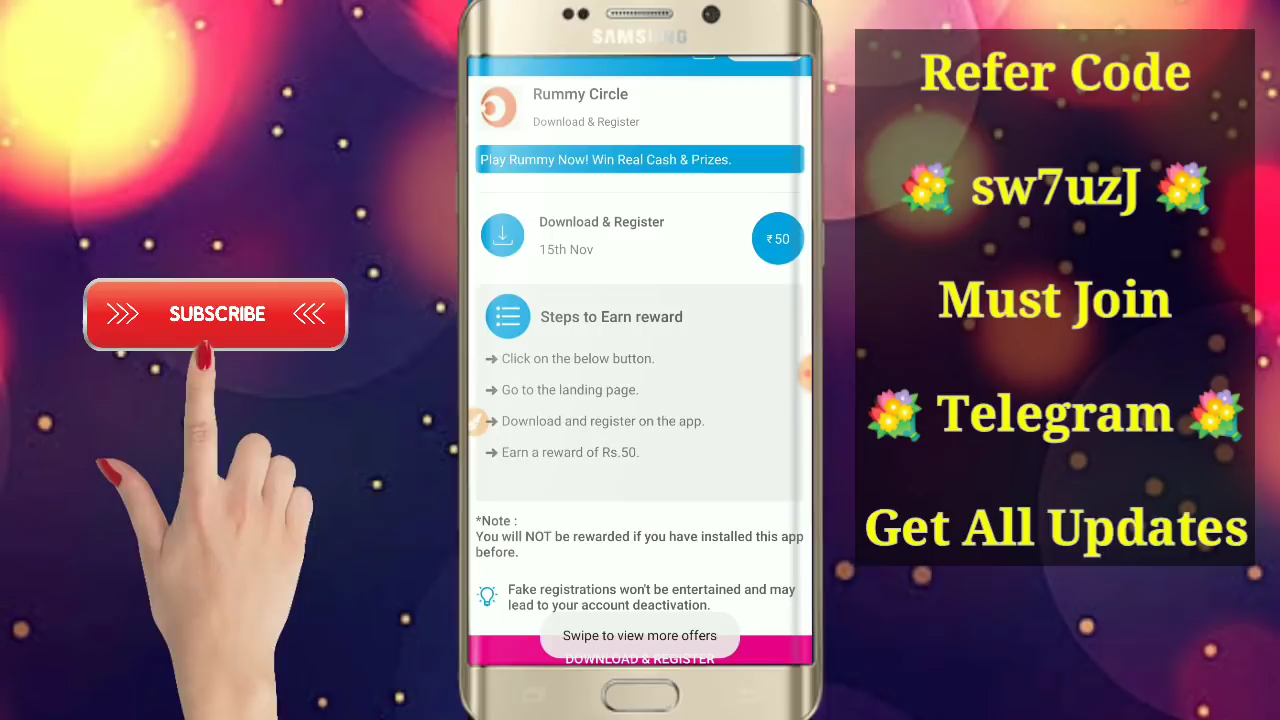 SUBSCRIBE
SAMSUNG
Rummy Circle
Download & Register
Play Rummy Now! Win Real Cash & Prizes.
Download & Register
15th Nov
₹ 50
Steps to Earn reward
Click on the below button.
Go to the landing page.
Download and register on the app.
Earn a reward of Rs.50.
*Note :
You will NOT be rewarded if you have installed this app
before.
Fake registrations won't be entertained and may
lead to your account deactivation.
Swipe to view more offers
DOWNLOAD & REGISTER
Refer Code
sw7uzJ
Must Join
Telegram
Get All Updates